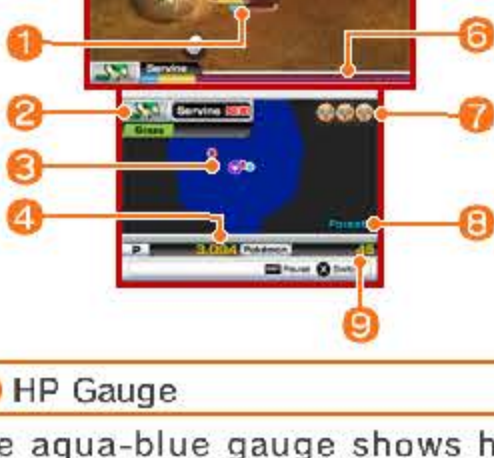 1
6
Servine
2
Servine
7
Grass
3
4
Forest
8
P 3,094 Pokémon 45
Pause X Switch
9
HP Gauge
e aqua-blue gauge shows h